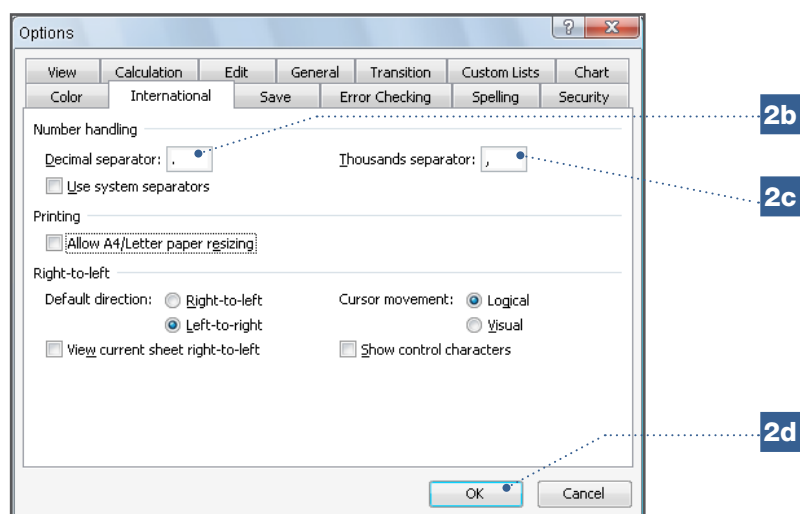 Options
View Calculation Edit General Transition Custom Lists Chart
Color International Save Error Checking Spelling Security
2b
Number handling
Decimal separator: . Thousands separator: ,
Use system separators
2c
Printing
Allow A4/Letter paper resizing
Right-to-left
Default direction: Right-to-left Cursor movement: Logical
Left-to-right Visual
View current sheet right-to-left Show control characters
2d
OK Cancel